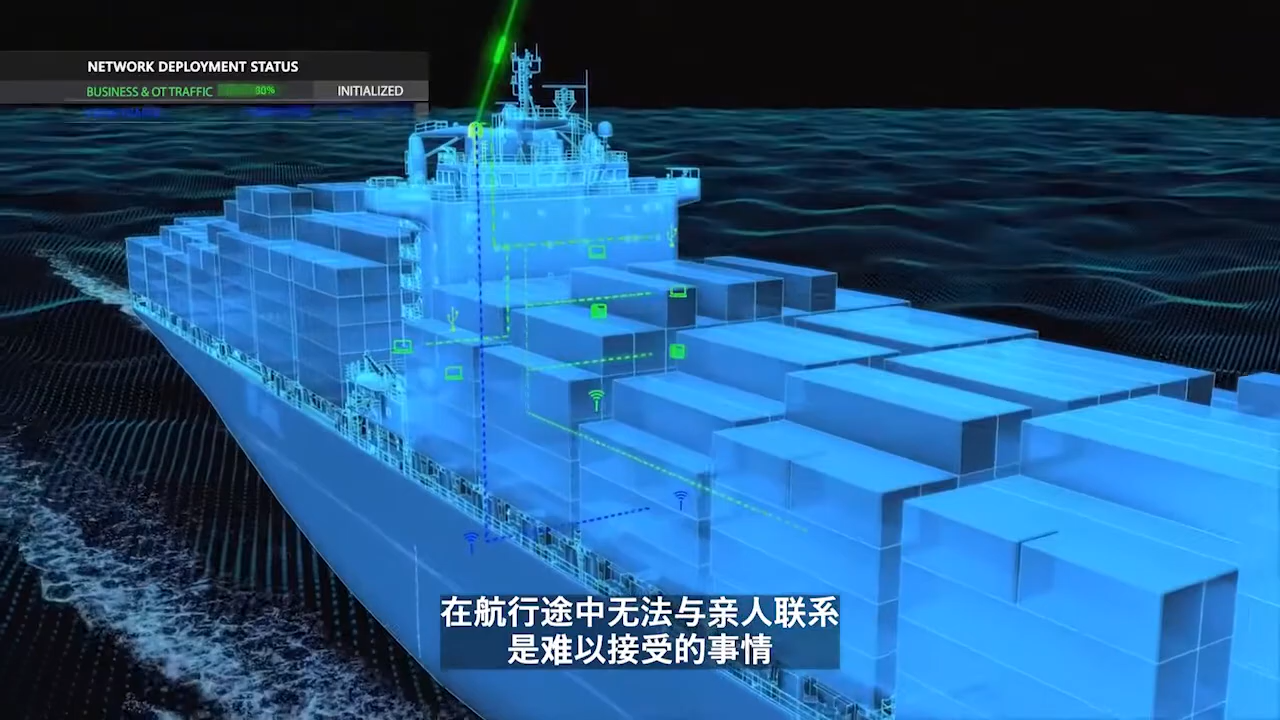 NETWORK DEPLOYMENT STATUS
BUSINESS & OT TRAFFIC 80% INITIALIZED
在航行途中无法与亲人联系
是难以接受的事情